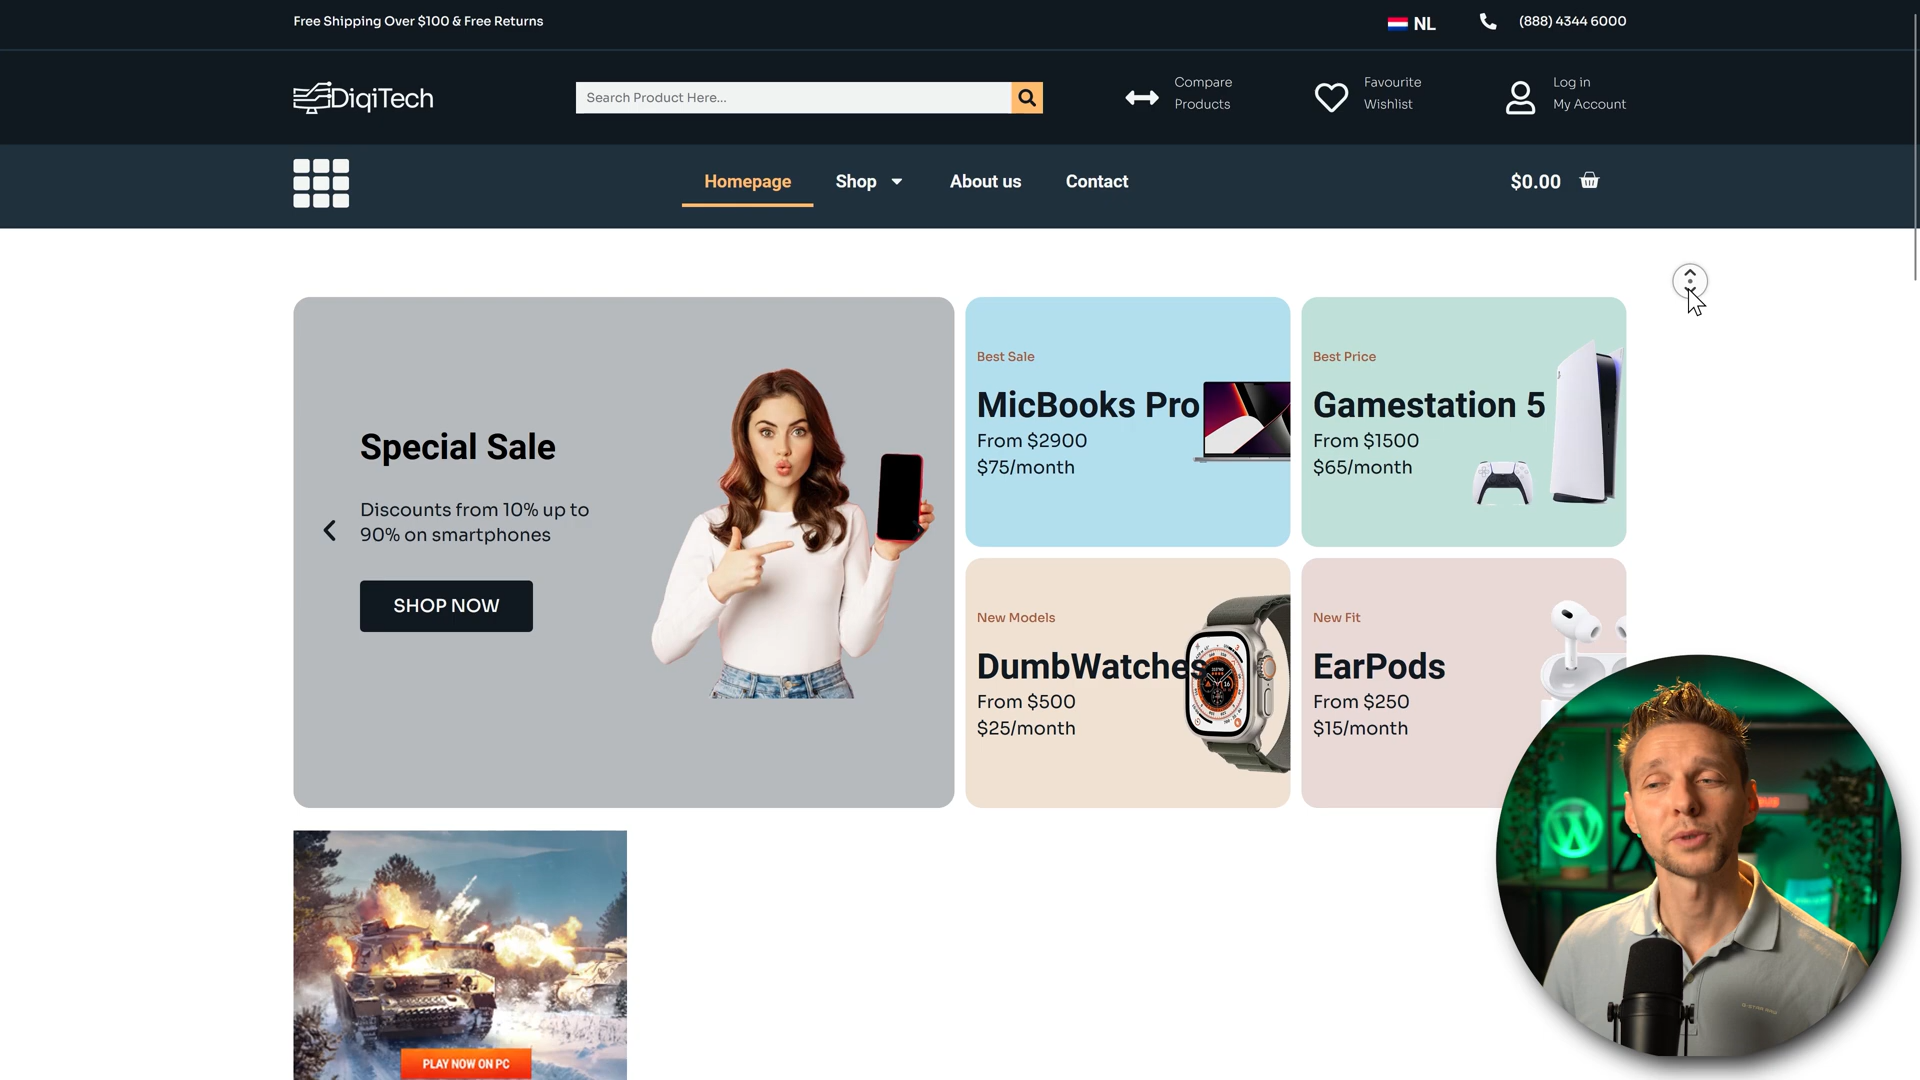 Free Shipping Over $100 & Free Returns
NL
(888) 4344 6000
DiqiTech
Search Product Here...
Compare
Products
Favourite
Wishlist
Log in
My Account
Homepage
Shop
About us
Contact
$0.00
Special Sale
Discounts from 10% up to
90% on smartphones
SHOP NOW
Best Sale
MicBooks Pro
From $2900
$75/month
Best Price
Gamestation 5
From $1500
$65/month
New Models
DumbWatches
From $500
$25/month
New Fit
EarPods
From $250
$15/month
PLAY NOW ON PC